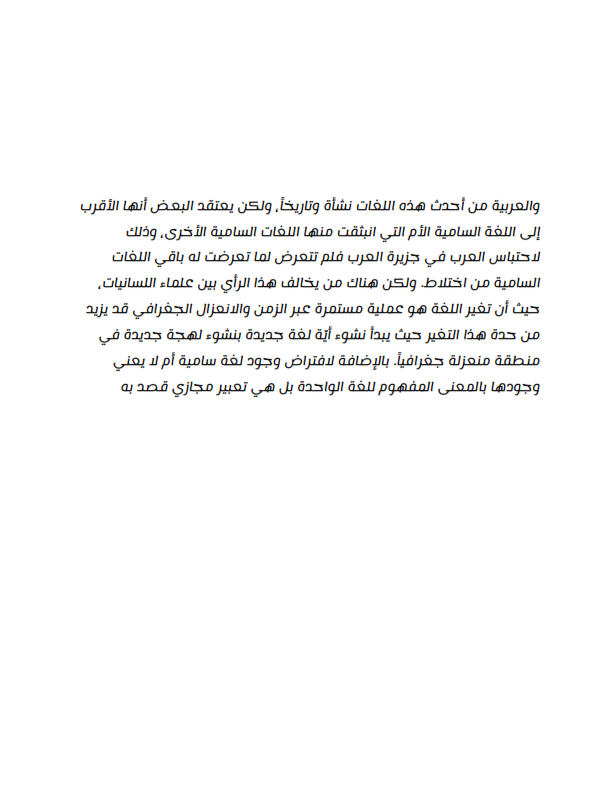 والعربية من أحدث هذه اللغات نشأة وتاريخاً، ولكن يعتقد البعض أنها الأقرب
إلى اللغة السامية الأم التي انبثقت منها اللغات السامية الأخرى، وذلك
لاحتباس العرب في جزيرة العرب فلم تتعرض لما تعرضت له باقي اللغات
السامية من اختلاط. ولكن هناك من يخالف هذا الرأي بين علماء اللسانيات،
حيث أن تغير اللغة هو عملية مستمرة عبر الزمن والانعزال الجغرافي قد يزيد
من حدة هذا التغير حيث يبدأ نشوء أيّة لغة جديدة بنشوء لهجة جديدة في
منطقة منعزلة جغرافياً. بالإضافة لافتراض وجود لغة سامية أم لا يعني
وجودها بالمعنى المفهوم للغة الواحدة بل هي تعبير مجازي قصد به